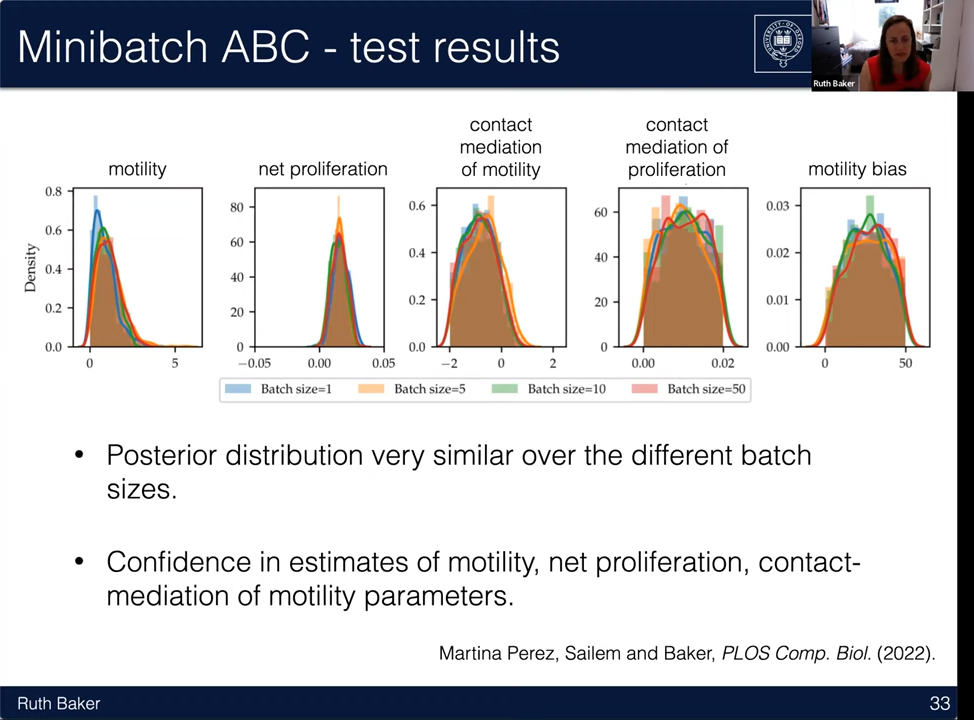 Minibatch ABC - test results
Ruth Baker
motility
net proliferation
contact
mediation
of motility
contact
mediation of
proliferation
motility bias
Density
0.8
0.6
0.4
0.2
0.0
0
5
80
60
40
20
0
−0.05
0.00
0.05
0.6
0.4
0.2
0.0
−2
0
2
60
40
20
0
0.00
0.02
0.03
0.02
0.01
0.00
0
50
Batch size=1
Batch size=5
Batch size=10
Batch size=50
• Posterior distribution very similar over the different batch
sizes.
• Confidence in estimates of motility, net proliferation, contact-
mediation of motility parameters.
Martina Perez, Sailem and Baker, PLOS Comp. Biol. (2022).
Ruth Baker
33